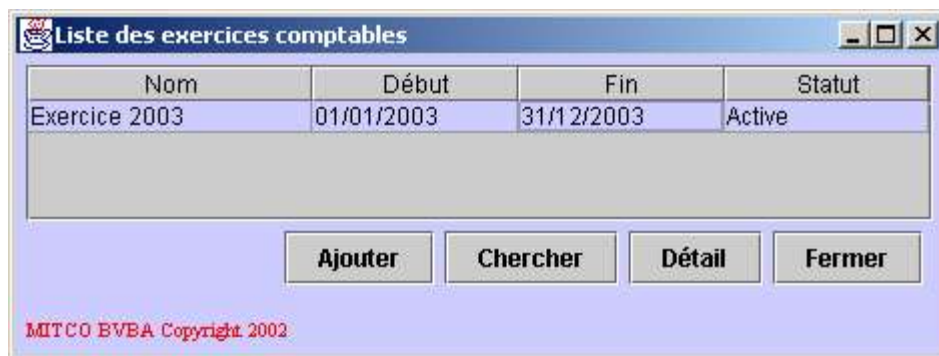 Liste des exercices comptables
Nom Début Fin Statut
Exercice 2003 01/01/2003 31/12/2003 Active
Ajouter Chercher Détail Fermer
MITCO BVBA Copyright 2002